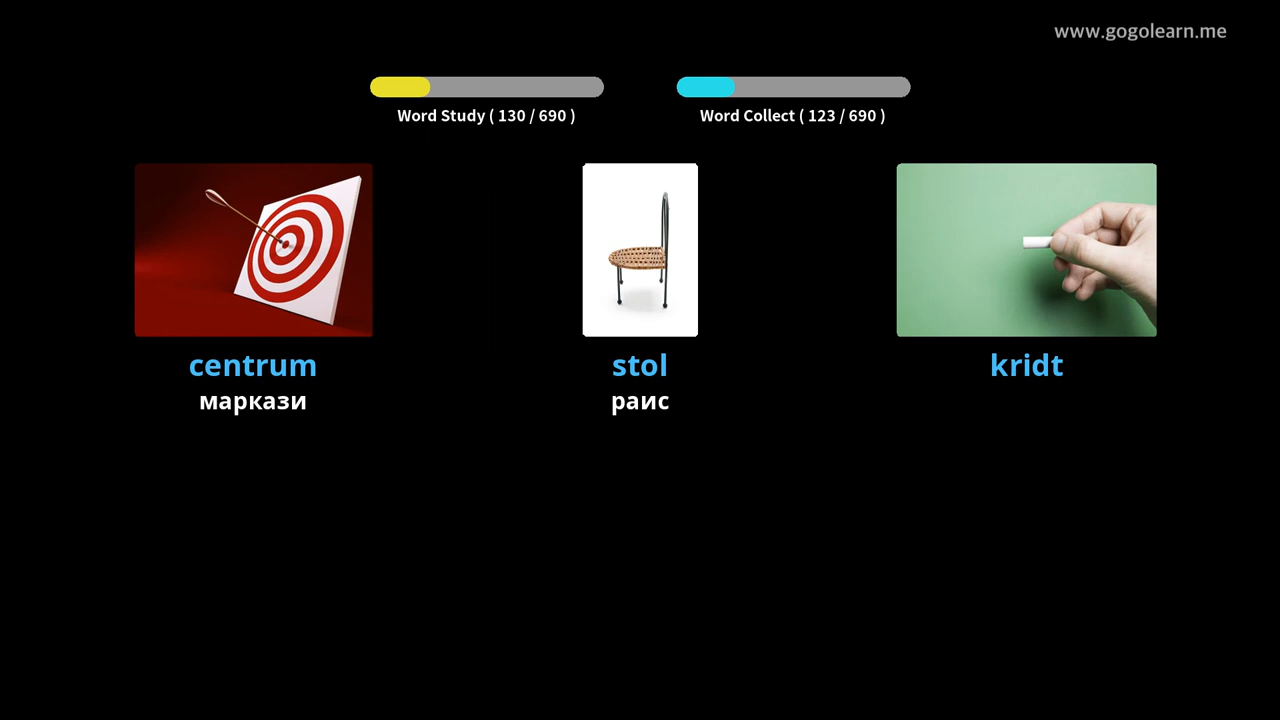 www.gogolearn.me
Word Study ( 130 / 690 )
Word Collect ( 123 / 690 )
centrum
stol
kridt
маркази
раис